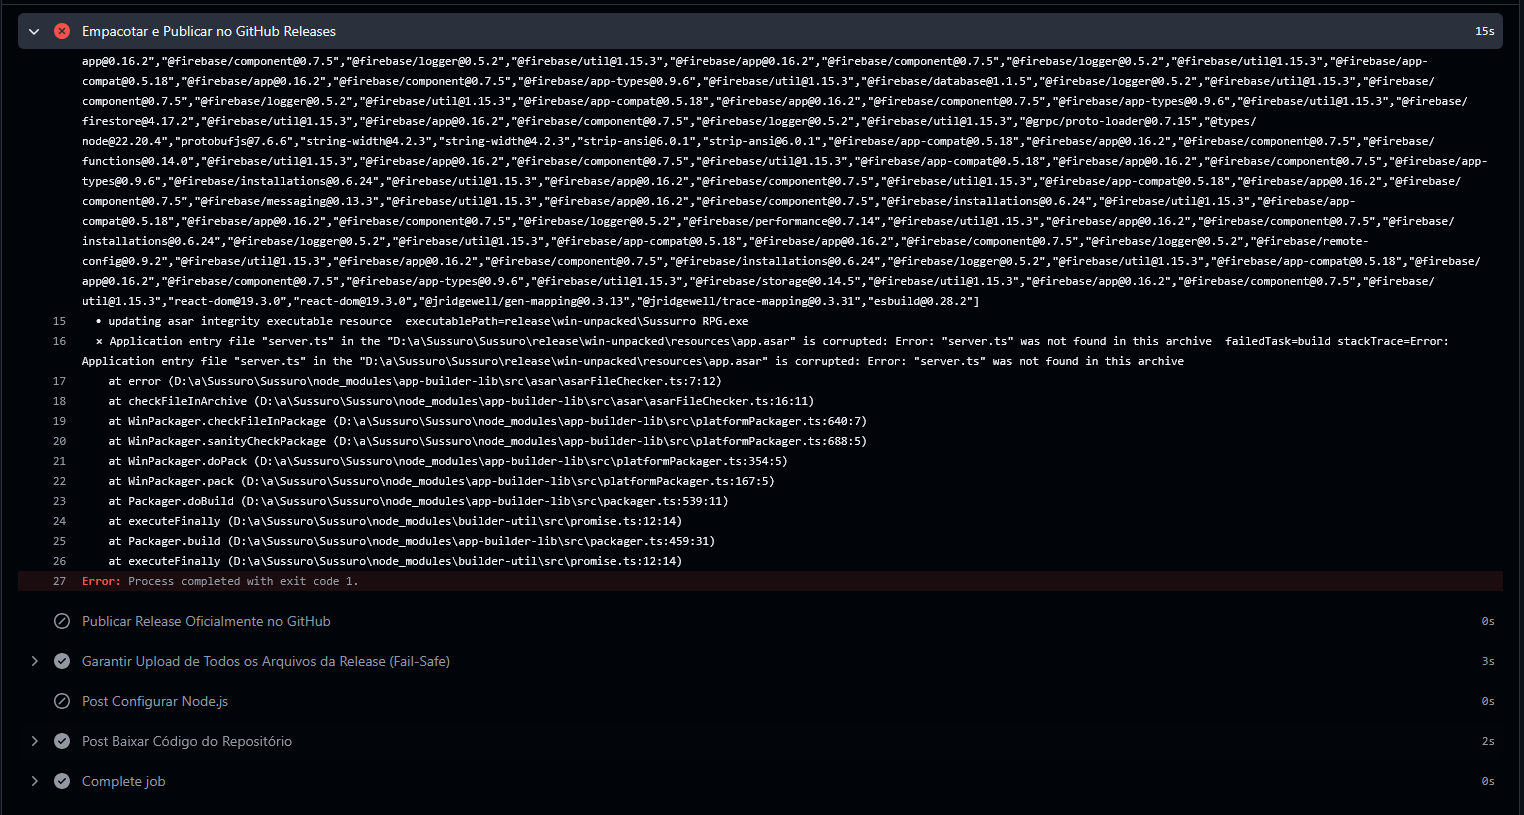 Empacotar e Publicar no GitHub Releases 15s
app@0.16.2","@firebase/component@0.7.5","@firebase/logger@0.5.2","@firebase/util@1.15.3","@firebase/app@0.16.2","@firebase/component@0.7.5","@firebase/logger@0.5.2","@firebase/util@1.15.3","@firebase/app-
compat@0.5.18","@firebase/app@0.16.2","@firebase/component@0.7.5","@firebase/app-types@0.9.6","@firebase/util@1.15.3","@firebase/database@1.1.5","@firebase/logger@0.5.2","@firebase/util@1.15.3","@firebase/
component@0.7.5","@firebase/logger@0.5.2","@firebase/util@1.15.3","@firebase/app-compat@0.5.18","@firebase/app@0.16.2","@firebase/component@0.7.5","@firebase/app-types@0.9.6","@firebase/util@1.15.3","@firebase/
firestore@4.17.2","@firebase/util@1.15.3","@firebase/app@0.16.2","@firebase/component@0.7.5","@firebase/logger@0.5.2","@firebase/util@1.15.3","@grpc/proto-loader@0.7.15","@types/
node@22.20.4","protobufjs@7.6.6","string-width@4.2.3","string-width@4.2.3","strip-ansi@6.0.1","strip-ansi@6.0.1","@firebase/app-compat@0.5.18","@firebase/app@0.16.2","@firebase/component@0.7.5","@firebase/
functions@0.14.0","@firebase/util@1.15.3","@firebase/app@0.16.2","@firebase/component@0.7.5","@firebase/util@1.15.3","@firebase/app-compat@0.5.18","@firebase/app@0.16.2","@firebase/component@0.7.5","@firebase/app-
types@0.9.6","@firebase/installations@0.6.24","@firebase/util@1.15.3","@firebase/app@0.16.2","@firebase/component@0.7.5","@firebase/util@1.15.3","@firebase/app-compat@0.5.18","@firebase/app@0.16.2","@firebase/
component@0.7.5","@firebase/messaging@0.13.3","@firebase/util@1.15.3","@firebase/app@0.16.2","@firebase/component@0.7.5","@firebase/installations@0.6.24","@firebase/util@1.15.3","@firebase/app-
compat@0.5.18","@firebase/app@0.16.2","@firebase/component@0.7.5","@firebase/logger@0.5.2","@firebase/performance@0.7.14","@firebase/util@1.15.3","@firebase/app@0.16.2","@firebase/component@0.7.5","@firebase/
installations@0.6.24","@firebase/logger@0.5.2","@firebase/util@1.15.3","@firebase/app-compat@0.5.18","@firebase/app@0.16.2","@firebase/component@0.7.5","@firebase/logger@0.5.2","@firebase/remote-
config@0.9.2","@firebase/util@1.15.3","@firebase/app@0.16.2","@firebase/component@0.7.5","@firebase/installations@0.6.24","@firebase/logger@0.5.2","@firebase/util@1.15.3","@firebase/app-compat@0.5.18","@firebase/
app@0.16.2","@firebase/component@0.7.5","@firebase/app-types@0.9.6","@firebase/util@1.15.3","@firebase/storage@0.14.5","@firebase/util@1.15.3","@firebase/app@0.16.2","@firebase/component@0.7.5","@firebase/
util@1.15.3","react-dom@19.3.0","react-dom@19.3.0","@jridgewell/gen-mapping@0.3.13","@jridgewell/trace-mapping@0.3.31","esbuild@0.28.2"]
15 • updating asar integrity executable resource executablePath=release\win-unpacked\Sussurro RPG.exe
16 ⨯ Application entry file "server.ts" in the "D:\a\Sussuro\Sussuro\release\win-unpacked\resources\app.asar" is corrupted: Error: "server.ts" was not found in this archive failedTask=build stackTrace=Error:
Application entry file "server.ts" in the "D:\a\Sussuro\Sussuro\release\win-unpacked\resources\app.asar" is corrupted: Error: "server.ts" was not found in this archive
17 at error (D:\a\Sussuro\Sussuro\node_modules\app-builder-lib\src\asar\asarFileChecker.ts:7:12)
18 at checkFileInArchive (D:\a\Sussuro\Sussuro\node_modules\app-builder-lib\src\asar\asarFileChecker.ts:16:11)
19 at WinPackager.checkFileInPackage (D:\a\Sussuro\Sussuro\node_modules\app-builder-lib\src\platformPackager.ts:640:7)
20 at WinPackager.sanityCheckPackage (D:\a\Sussuro\Sussuro\node_modules\app-builder-lib\src\platformPackager.ts:688:5)
21 at WinPackager.doPack (D:\a\Sussuro\Sussuro\node_modules\app-builder-lib\src\platformPackager.ts:354:5)
22 at WinPackager.pack (D:\a\Sussuro\Sussuro\node_modules\app-builder-lib\src\platformPackager.ts:167:5)
23 at Packager.doBuild (D:\a\Sussuro\Sussuro\node_modules\app-builder-lib\src\packager.ts:539:11)
24 at executeFinally (D:\a\Sussuro\Sussuro\node_modules\builder-util\src\promise.ts:12:14)
25 at Packager.build (D:\a\Sussuro\Sussuro\node_modules\app-builder-lib\src\packager.ts:459:31)
26 at executeFinally (D:\a\Sussuro\Sussuro\node_modules\builder-util\src\promise.ts:12:14)
27 Error: Process completed with exit code 1.
Publicar Release Oficialmente no GitHub 0s
Garantir Upload de Todos os Arquivos da Release (Fail-Safe) 3s
Post Configurar Node.js 0s
Post Baixar Código do Repositório 2s
Complete job 0s